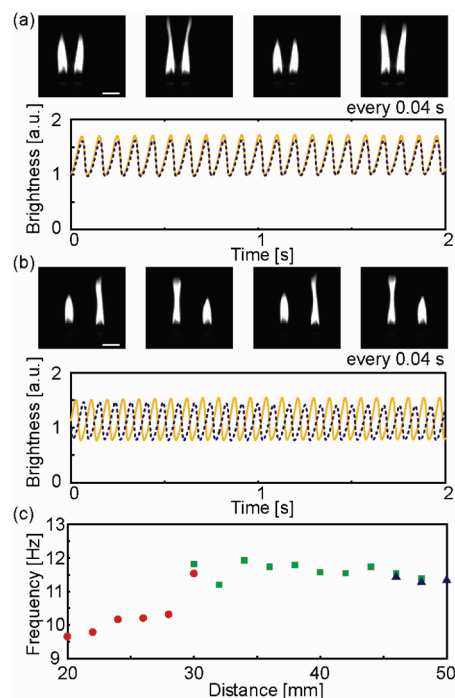 (a)
every 0.04 s
Brightness [a.u.]
2
1
0
0
1
2
Time [s]
(b)
every 0.04 s
Brightness [a.u.]
2
1
0
0
1
2
Time [s]
(c)
Frequency [Hz]
13
12
11
10
9
20
30
40
50
Distance [mm]